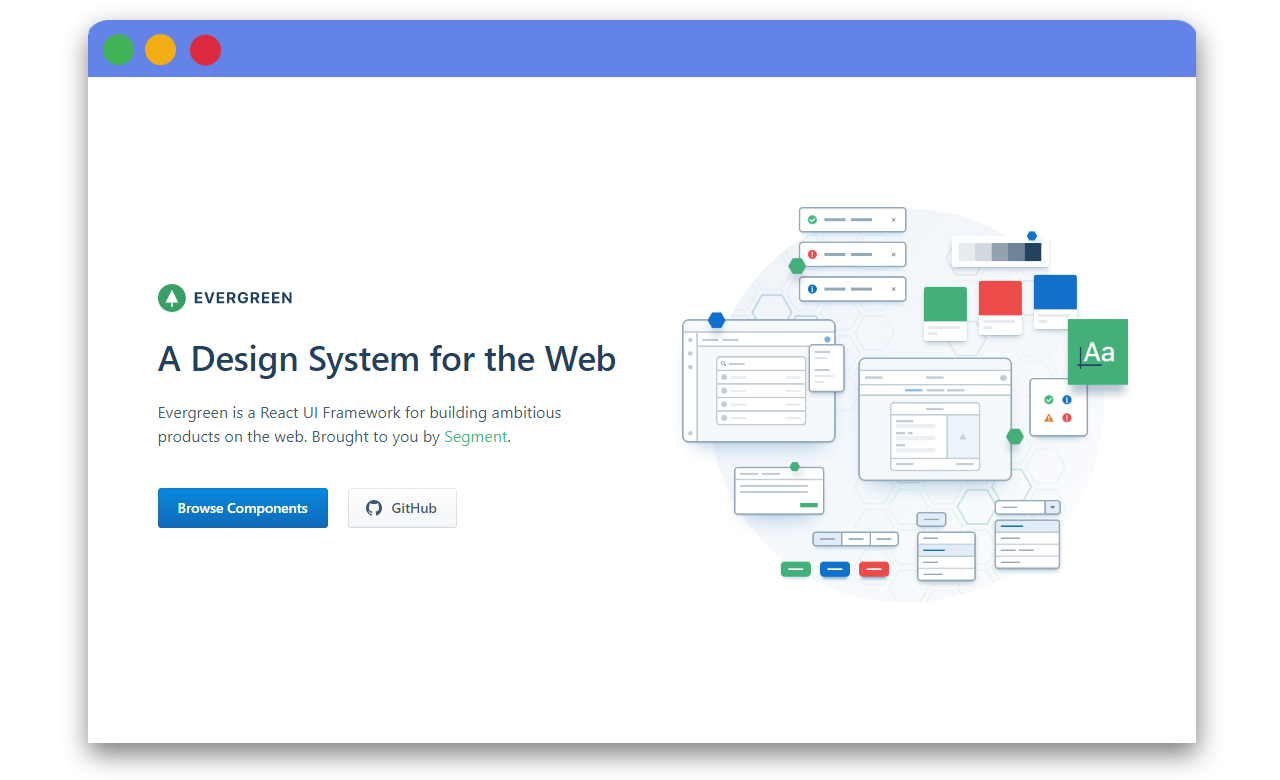 EVERGREEN
A Design System for the Web
Evergreen is a React UI Framework for building ambitious
products on the web. Brought to you by Segment.
Browse Components
GitHub
Aa